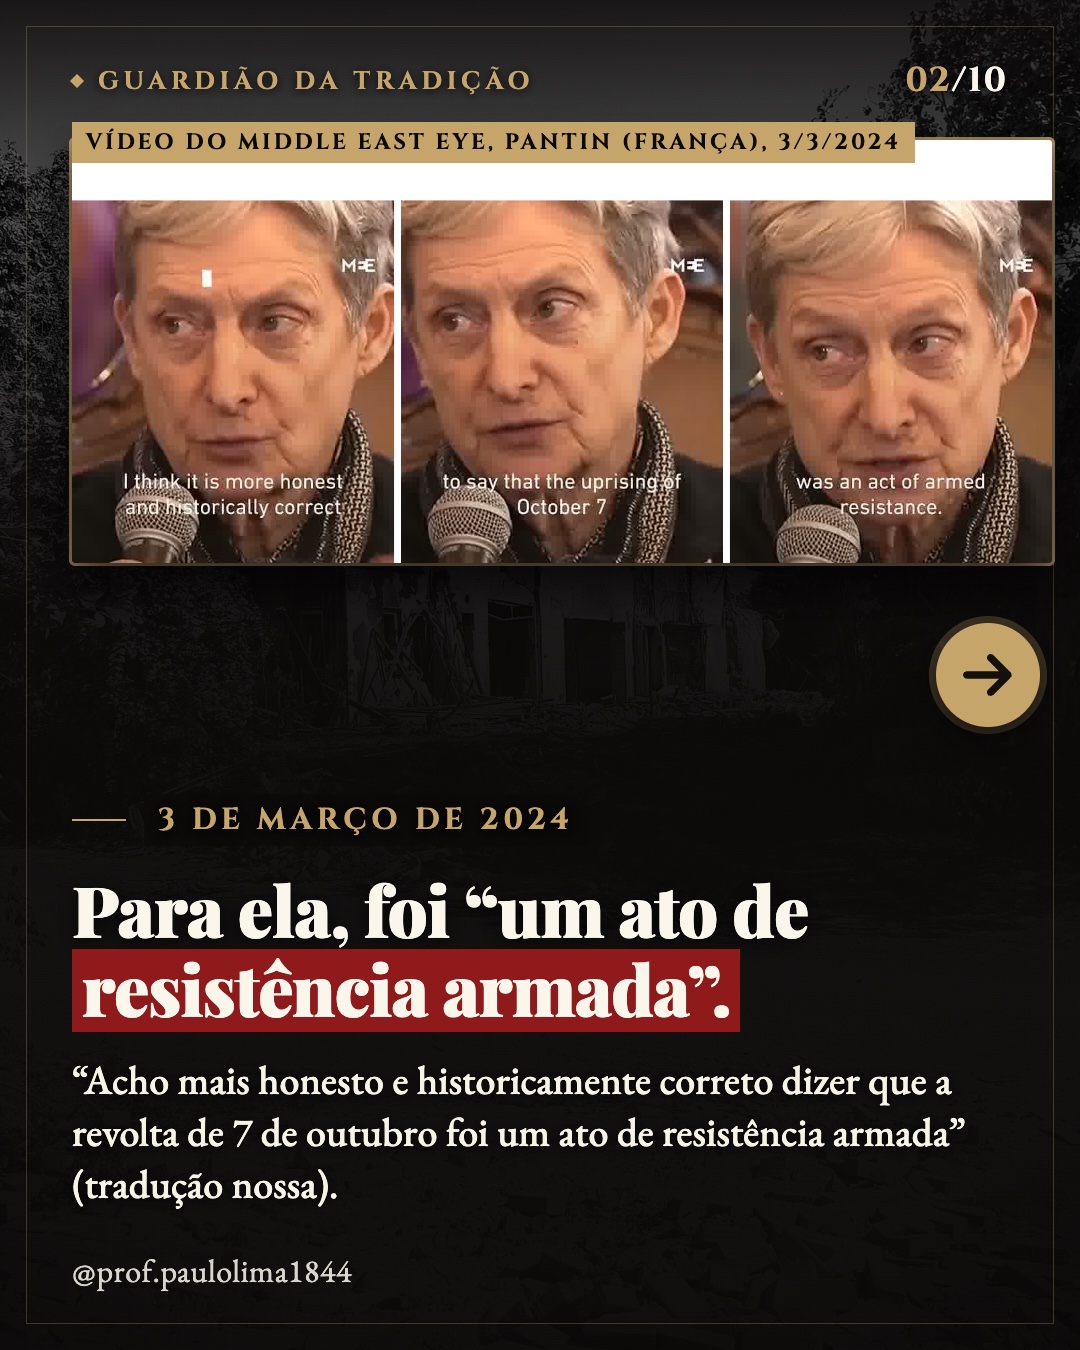 ◆ GUARDIÃO DA TRADIÇÃO
02/10
VÍDEO DO MIDDLE EAST EYE, PANTIN (FRANÇA), 3/3/2024
MEE
MEE
MEE
I think it is more honest
and historically correct
to say that the uprising of
October 7
was an act of armed
resistance.
3 DE MARÇO DE 2024
Para ela, foi “um ato de
resistência armada”.
“Acho mais honesto e historicamente correto dizer que a
revolta de 7 de outubro foi um ato de resistência armada”
(tradução nossa).
@prof.paulolima1844